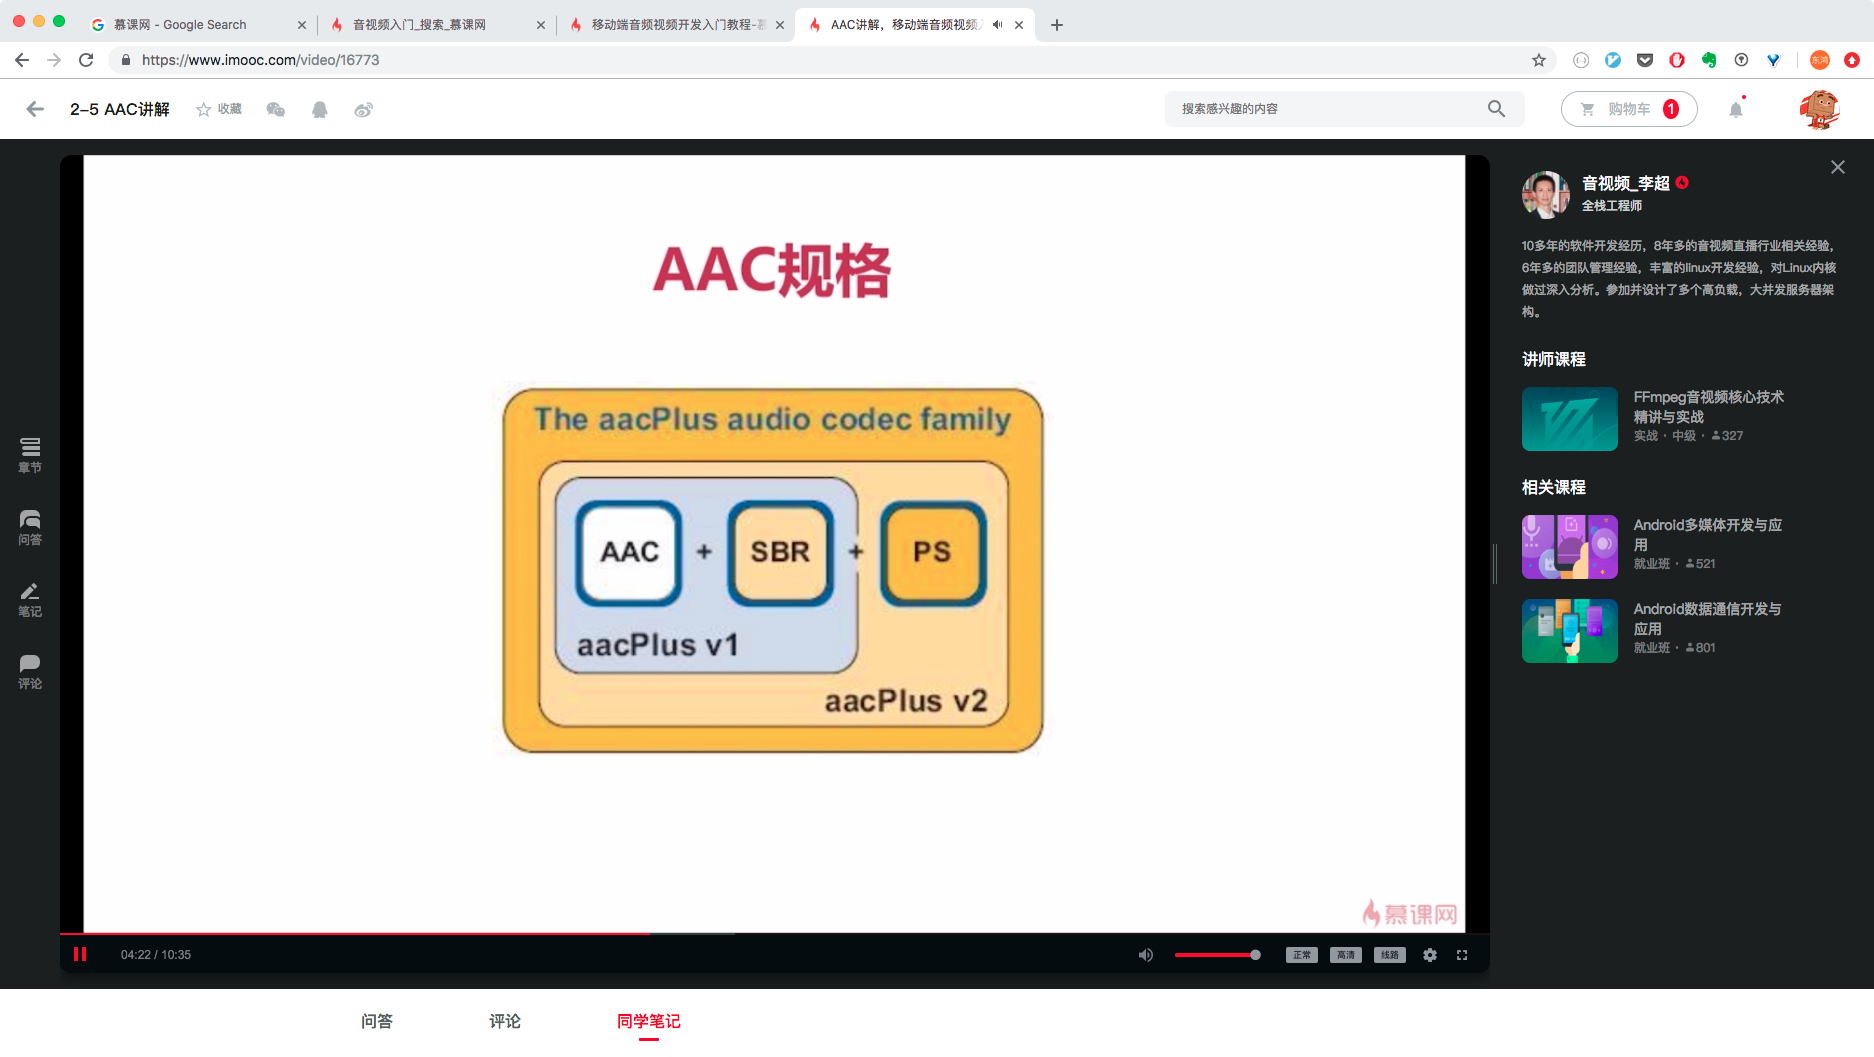 慕课网 - Google Search
音视频入门_搜索_慕课网
移动端音频视频开发入门教程-慕
AAC讲解，移动端音频视频入
https://www.imooc.com/video/16773
东鸿
2-5 AAC讲解
收藏
搜索感兴趣的内容
购物车
1
AAC规格
The aacPlus audio codec family
AAC + SBR + PS
aacPlus v1
aacPlus v2
慕课网
章节
问答
笔记
评论
04:22 / 10:35
正常
高清
线路
音视频_李超
全栈工程师
10多年的软件开发经历，8年多的音视频直播行业相关经验，
6年多的团队管理经验，丰富的linux开发经验，对Linux内核
做过深入分析。参加并设计了多个高负载，大并发服务器架
构。
讲师课程
FFmpeg音视频核心技术
精讲与实战
实战 · 中级 · 327
相关课程
Android多媒体开发与应
用
就业班 · 521
Android数据通信开发与
应用
就业班 · 801
问答
评论
同学笔记